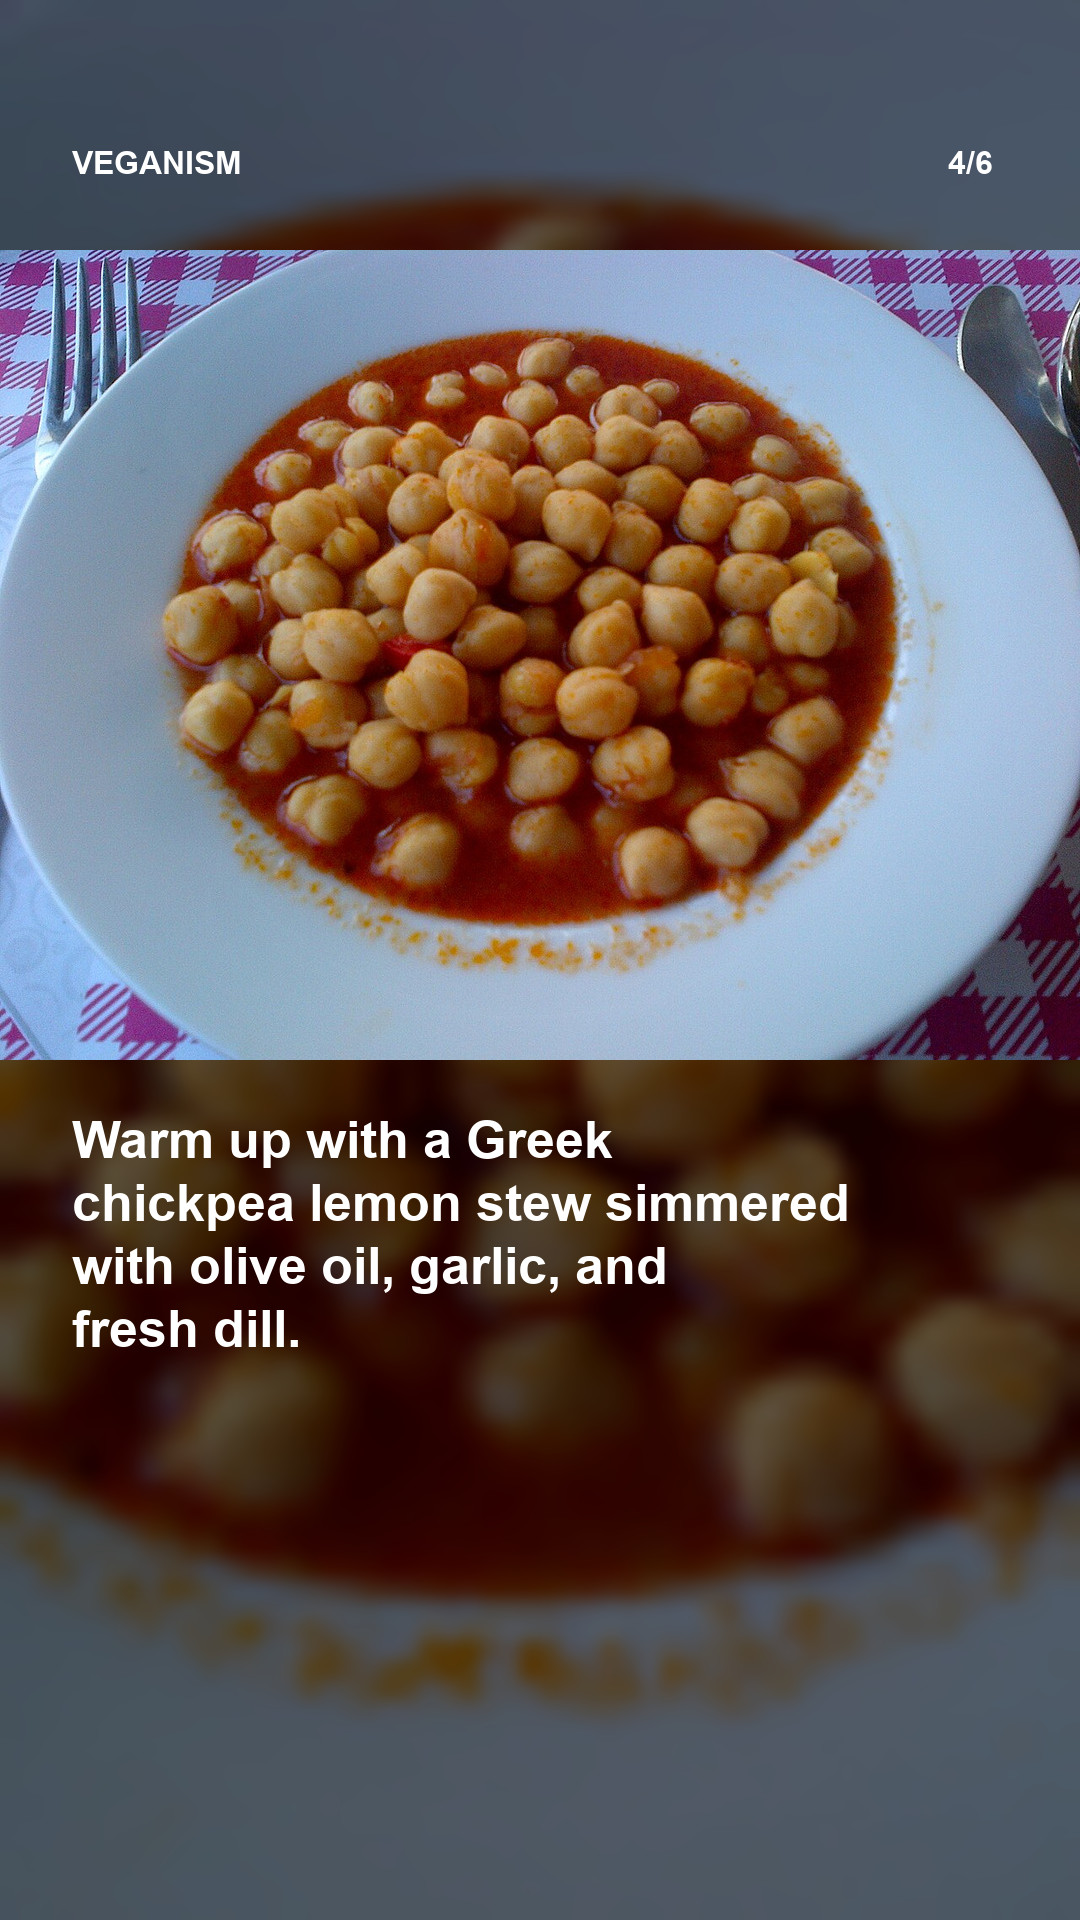 VEGANISM
4/6
Warm up with a Greek
chickpea lemon stew simmered
with olive oil, garlic, and
fresh dill.